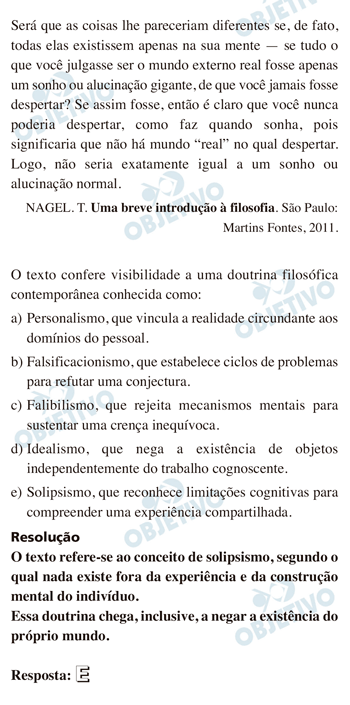 Será que as coisas lhe pareceriam diferentes se, de fato,
todas elas existissem apenas na sua mente — se tudo o
que você julgasse ser o mundo externo real fosse apenas
um sonho ou alucinação gigante, de que você jamais fosse
despertar? Se assim fosse, então é claro que você nunca
poderia despertar, como faz quando sonha, pois
significaria que não há mundo “real” no qual despertar.
Logo, não seria exatamente igual a um sonho ou
alucinação normal.
NAGEL. T. Uma breve introdução à filosofia. São Paulo:
Martins Fontes, 2011.
O texto confere visibilidade a uma doutrina filosófica
contemporânea conhecida como:
a) Personalismo, que vincula a realidade circundante aos
domínios do pessoal.
b) Falsificacionismo, que estabelece ciclos de problemas
para refutar uma conjectura.
c) Falibilismo, que rejeita mecanismos mentais para
sustentar uma crença inequívoca.
d) Idealismo, que nega a existência de objetos
independentemente do trabalho cognoscente.
e) Solipsismo, que reconhece limitações cognitivas para
compreender uma experiência compartilhada.
Resolução
O texto refere-se ao conceito de solipsismo, segundo o
qual nada existe fora da experiência e da construção
mental do indivíduo.
Essa doutrina chega, inclusive, a negar a existência do
próprio mundo.
Resposta: E
OBJETIVO
OBJETIVO
OBJETIVO
OBJETIVO
OBJETIVO
OBJETIVO
OBJETIVO
OBJETIVO